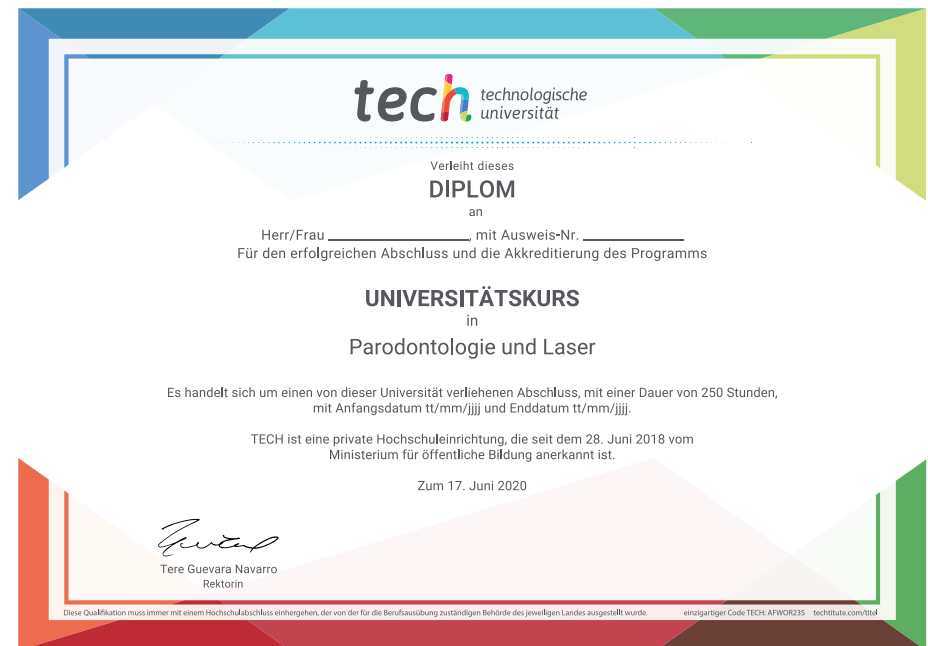 tech technologische
universität
Verleiht dieses
DIPLOM
an
Herr/Frau ____________________, mit Ausweis-Nr. ______________
Für den erfolgreichen Abschluss und die Akkreditierung des Programms
UNIVERSITÄTSKURS
in
Parodontologie und Laser
Es handelt sich um einen von dieser Universität verliehenen Abschluss, mit einer Dauer von 250 Stunden,
mit Anfangsdatum tt/mm/jjjj und Enddatum tt/mm/jjjj.
TECH ist eine private Hochschuleinrichtung, die seit dem 28. Juni 2018 vom
Ministerium für öffentliche Bildung anerkannt ist.
Zum 17. Juni 2020
Tere Guevara Navarro
Rektorin
Diese Qualifikation muss immer mit einem Hochschulabschluss einhergehen, der von der für die Berufsausübung zuständigen Behörde des jeweiligen Landes ausgestellt wurde. einzigartiger Code TECH: AFWOR23S techtitute.com/titel